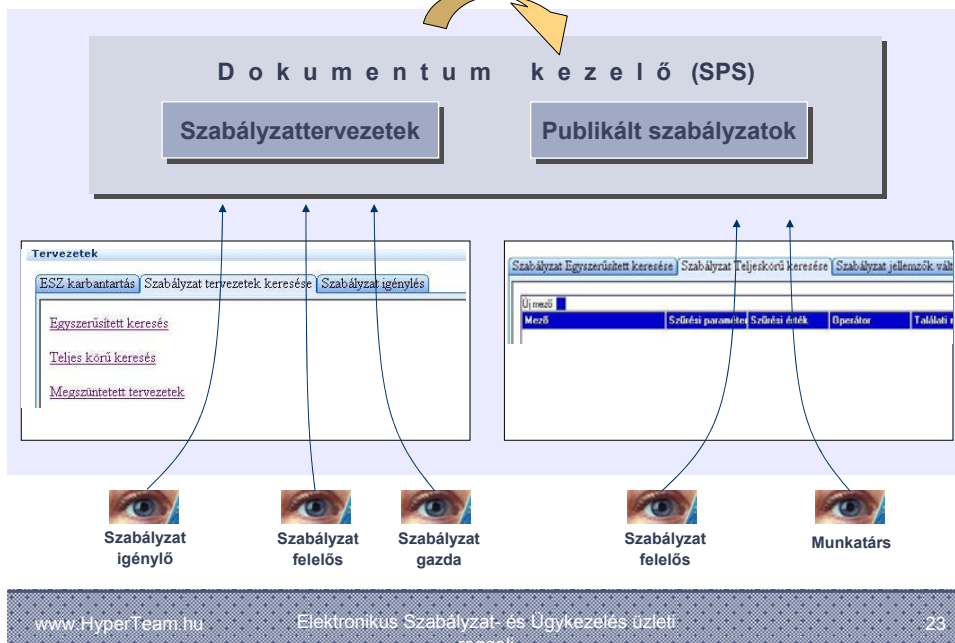 D o k u m e n t u m k e z e l ő (SPS)
Szabályzattervezetek
Publikált szabályzatok
Tervezetek
ESZ karbantartás Szabályzat tervezetek keresése Szabályzat igénylés
Egyszerűsített keresés
Teljes körű keresés
Megszüntetett tervezetek
Szabályzat Egyszerűsített keresése Szabályzat Teljeskörű keresése Szabályzat jellemzők
Új mező
Mező Szűrési paraméter Szűrési érték Operátor Találati
Szabályzat
igénylő
Szabályzat
felelős
Szabályzat
gazda
Szabályzat
felelős
Munkatárs
www.HyperTeam.hu
Elektronikus Szabályzat- és Ügykezelés üzleti
reggeli
23